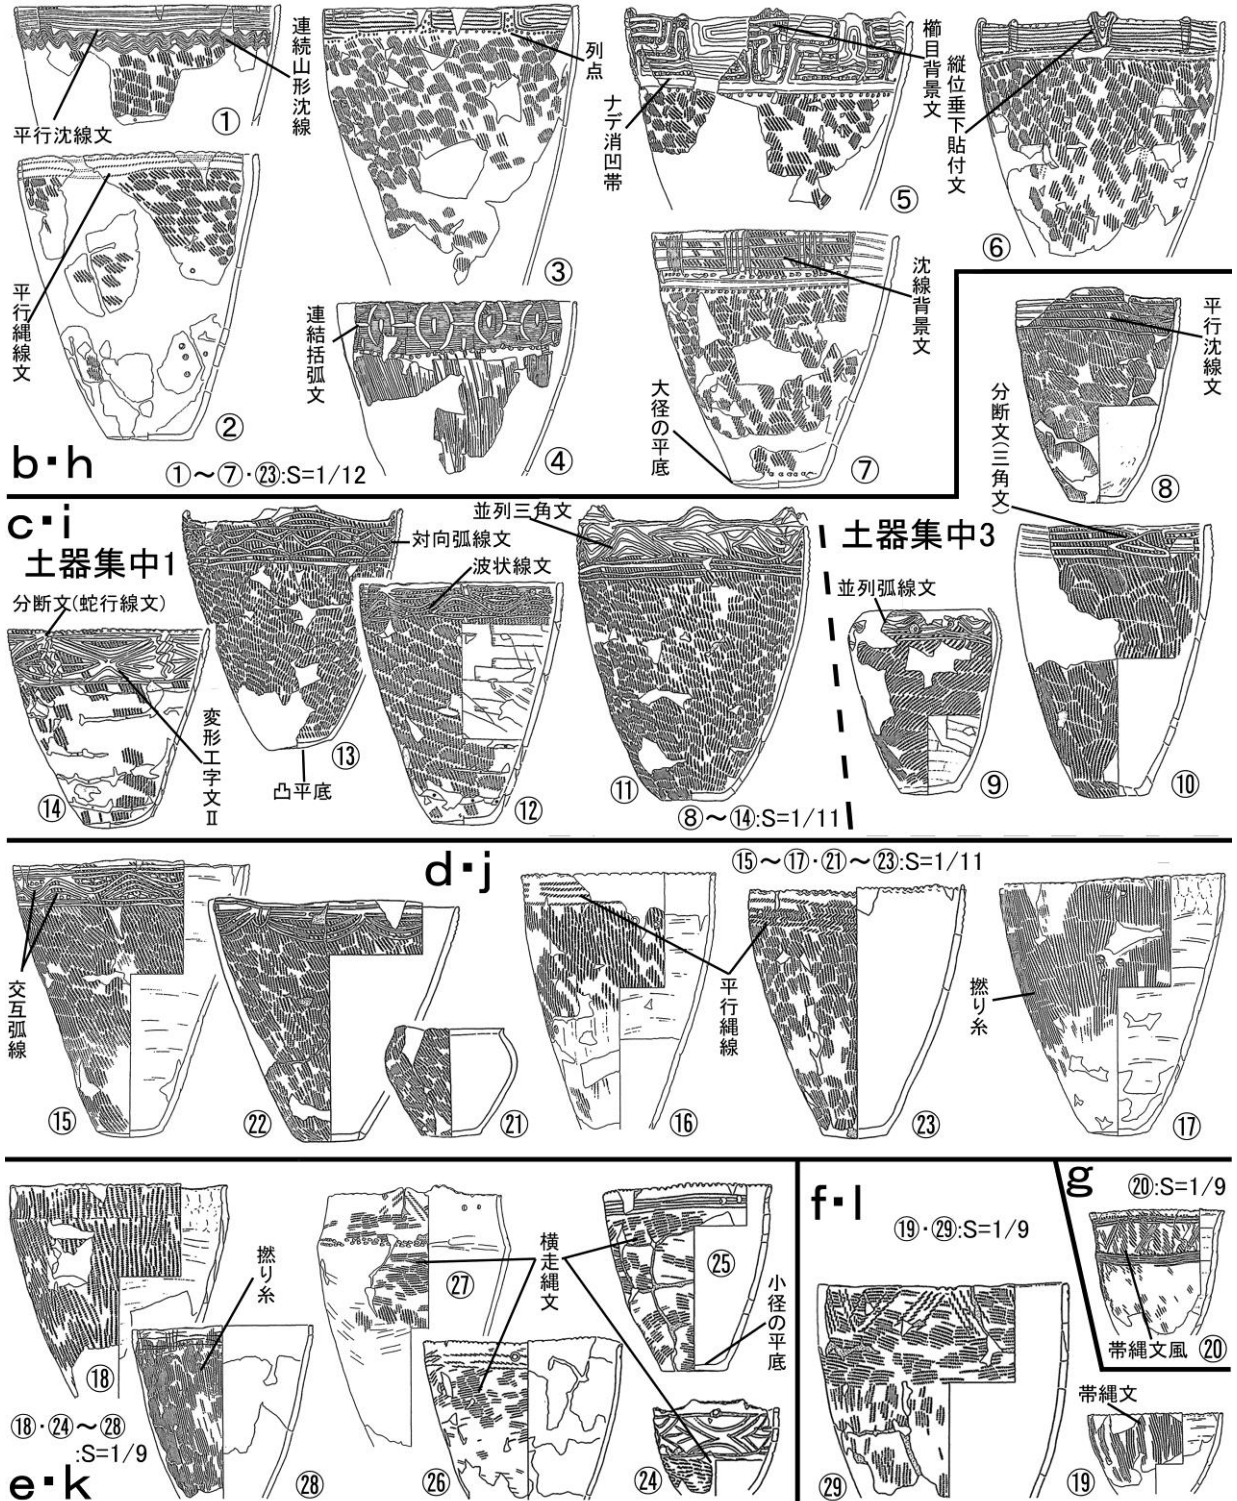 連続山形沈線
平行沈線文
①
列点
③
櫛目背景文
ナデ消凹帯
⑤
縦位垂下貼付文
⑥
平行縄線文
②
連結括弧文
④
沈線背景文
大径の平底
⑦
b・h
①～⑦・㉓:S=1/12
平行沈線文
分断文(三角文)
⑧
c・i
土器集中1
分断文(蛇行線文)
変形工字文Ⅱ
⑭
対向弧線文
⑬
凸平底
波状線文
⑫
並列三角文
⑪
⑧～⑭:S=1/11
土器集中3
並列弧線文
⑨
⑩
d・j
⑮～⑰・㉑～㉓:S=1/11
交互弧線
⑮
㉒
㉑
⑯
平行縄線
㉓
撚り糸
⑰
⑱
撚り糸
㉗
横走縄文
㉕
小径の平底
⑱・㉔～㉘
:S=1/9
e・k
㉘
㉖
㉔
f・l
⑲・㉙:S=1/9
㉙
g
⑳:S=1/9
帯縄文風
⑳
帯縄文
⑲